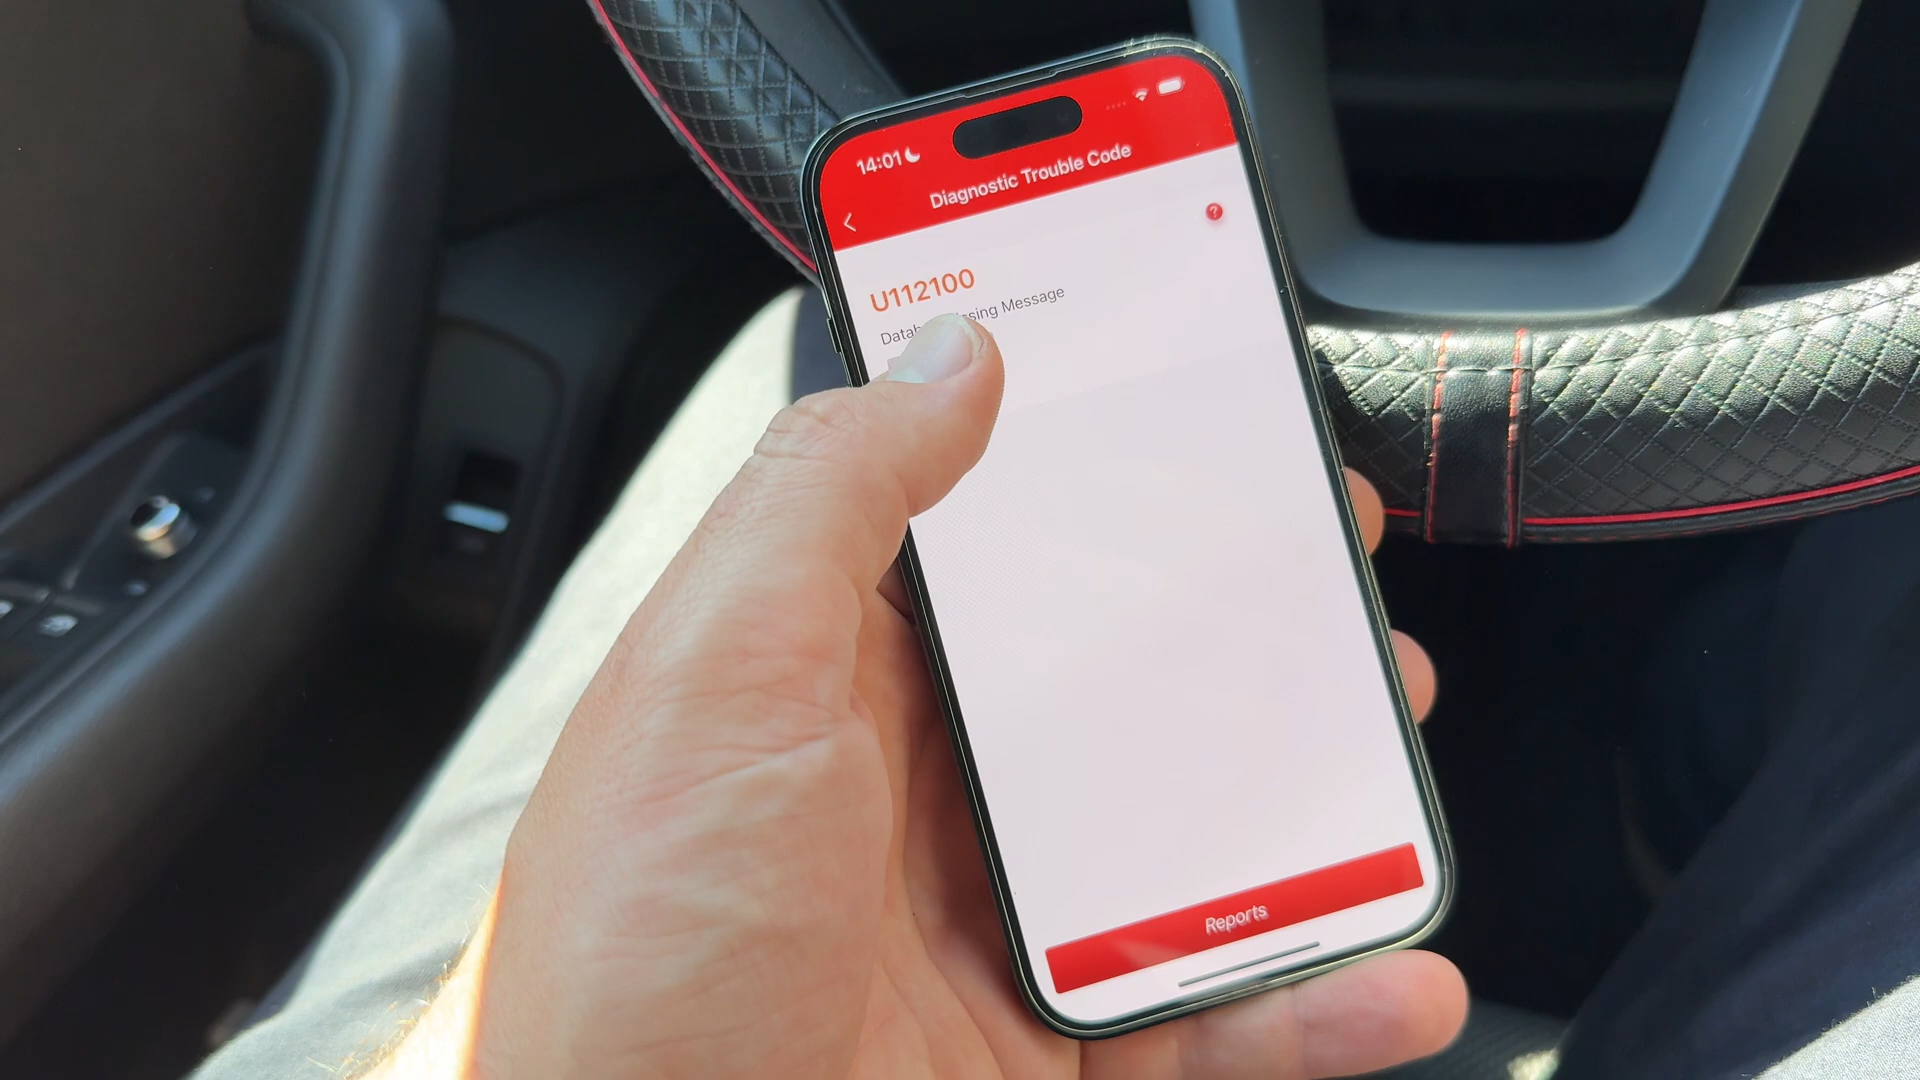 14:01
Diagnostic Trouble Code
?
U112100
Message
Reports